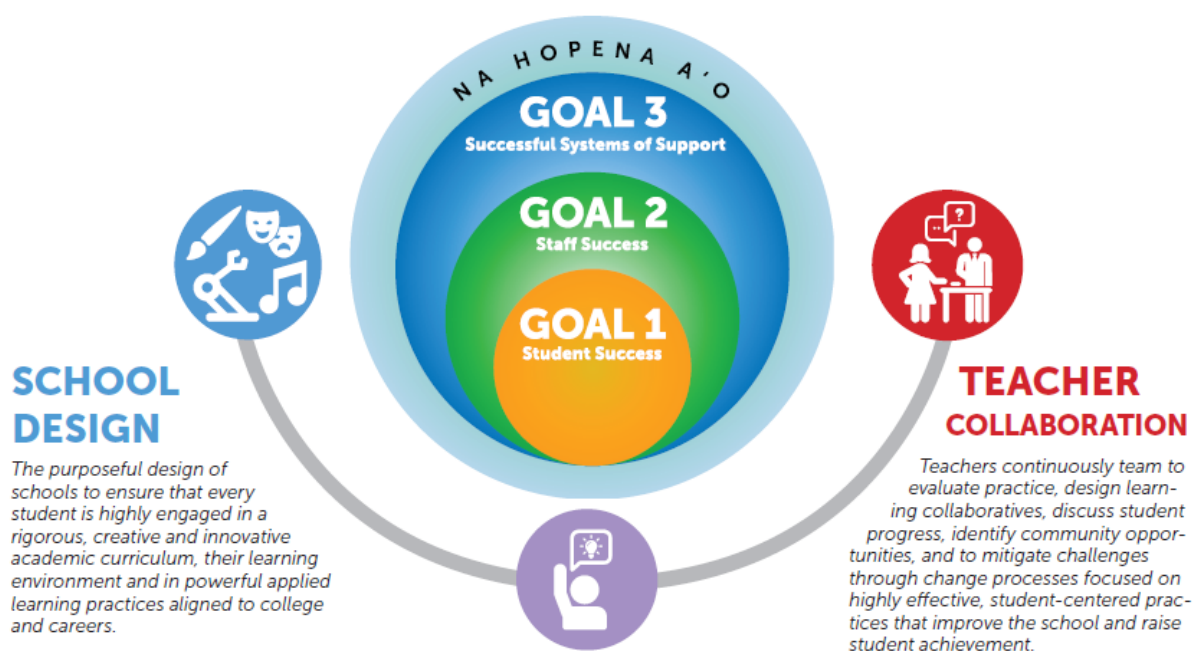 NA HOPENA A‘O
GOAL 3
Successful Systems of Support
GOAL 2
Staff Success
GOAL 1
Student Success
?
SCHOOL
DESIGN
The purposeful design of
schools to ensure that every
student is highly engaged in a
rigorous, creative and innovative
academic curriculum, their learning
environment and in powerful applied
learning practices aligned to college
and careers.
TEACHER
COLLABORATION
Teachers continuously team to
evaluate practice, design learn-
ing collaboratives, discuss student
progress, identify community oppor-
tunities, and to mitigate challenges
through change processes focused on
highly effective, student-centered prac-
tices that improve the school and raise
student achievement.